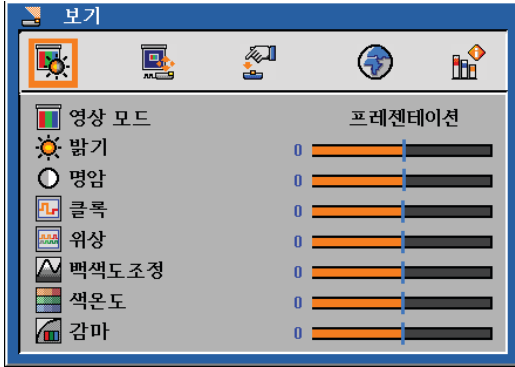 보기
영상 모드 프레젠테이션
밝기 0
명암 0
클록 0
위상 0
백색도조정 0
색온도 0
감마 0